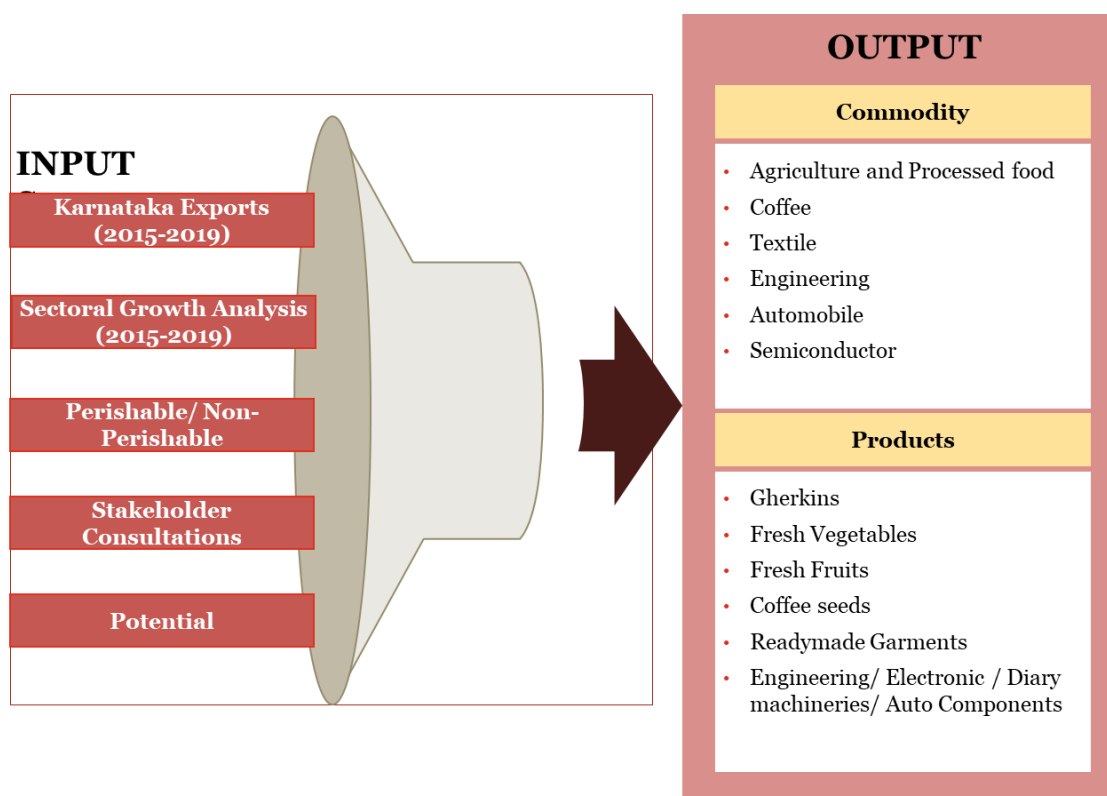 INPUT
Karnataka Exports
(2015-2019)
Sectoral Growth Analysis
(2015-2019)
Perishable/ Non-
Perishable
Stakeholder
Consultations
Potential
OUTPUT
Commodity
• Agriculture and Processed food
• Coffee
• Textile
• Engineering
• Automobile
• Semiconductor
Products
• Gherkins
• Fresh Vegetables
• Fresh Fruits
• Coffee seeds
• Readymade Garments
• Engineering/ Electronic / Diary
machineries/ Auto Components